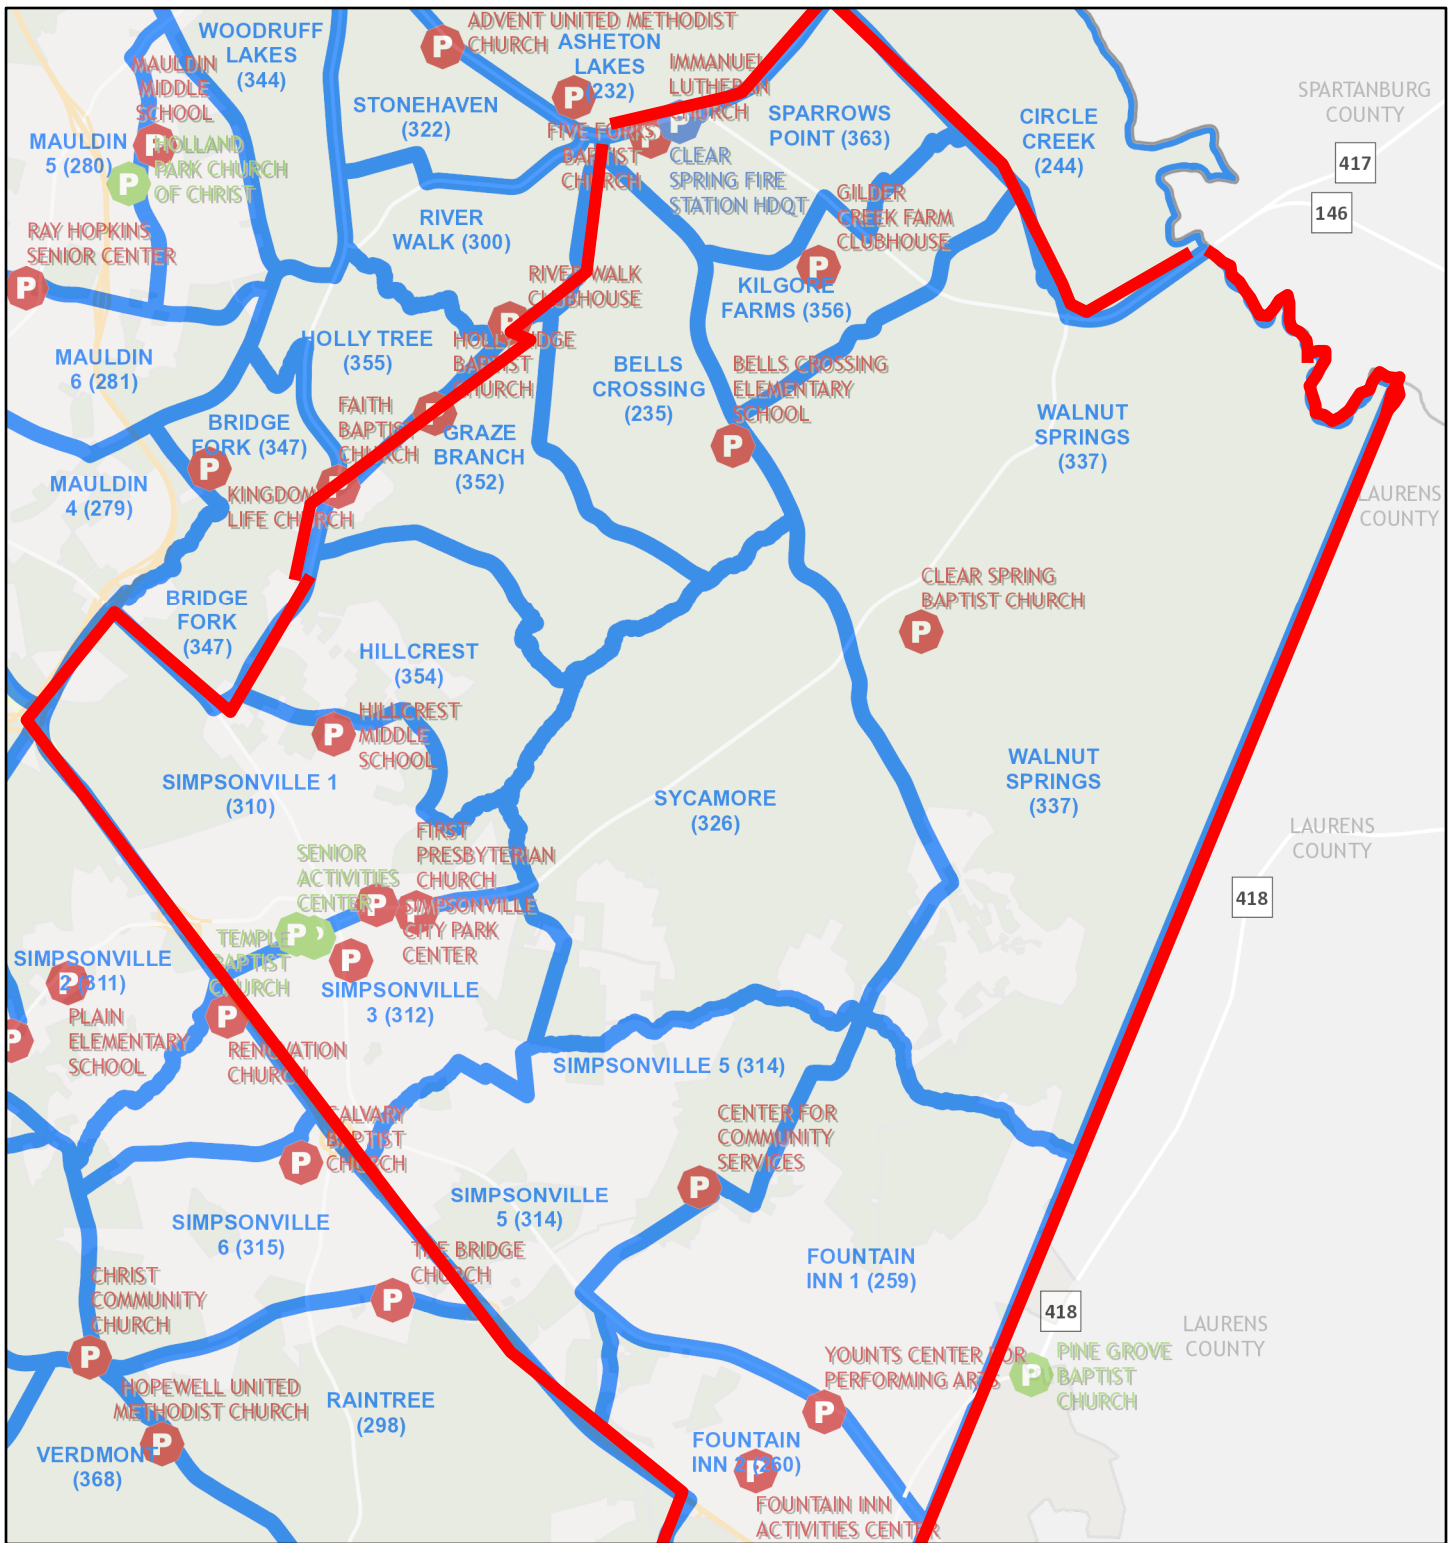 WOODRUFF
LAKES
(344)
ADVENT UNITED METHODIST
CHURCH
ASHETON
LAKES
(232)
MAULDIN
MIDDLE
SCHOOL
IMMANUEL
LUTHERAN
CHURCH
STONEHAVEN
(322)
SPARROWS
POINT (363)
CIRCLE
CREEK
(244)
SPARTANBURG
COUNTY
417
146
MAULDIN
5 (280)
P
HOLLAND
PARK CHURCH
OF CHRIST
FIVE FORKS
BAPTIST
CHURCH
CLEAR
SPRING FIRE
STATION HDQT
GILDER
CREEK FARM
CLUBHOUSE
RIVER
WALK (300)
RAY HOPKINS
SENIOR CENTER
RIVER WALK
CLUBHOUSE
KILGORE
FARMS (356)
HOLLY TREE
(355)
HOLLY RIDGE
BAPTIST
CHURCH
MAULDIN
6 (281)
BELLS
CROSSING
(235)
BELLS CROSSING
ELEMENTARY
SCHOOL
FAITH
BAPTIST
CHURCH
BRIDGE
FORK (347)
GRAZE
BRANCH
(352)
WALNUT
SPRINGS
(337)
MAULDIN
4 (279)
KINGDOM
LIFE CHURCH
LAURENS
COUNTY
CLEAR SPRING
BAPTIST CHURCH
BRIDGE
FORK
(347)
HILLCREST
(354)
HILLCREST
MIDDLE
SCHOOL
SIMPSONVILLE 1
(310)
SYCAMORE
(326)
WALNUT
SPRINGS
(337)
LAURENS
COUNTY
418
FIRST
PRESBYTERIAN
CHURCH
SENIOR
ACTIVITIES
CENTER
SIMPSONVILLE
CITY PARK
CENTER
TEMPLE
BAPTIST
CHURCH
SIMPSONVILLE
2 (311)
SIMPSONVILLE
3 (312)
PLAIN
ELEMENTARY
SCHOOL
RENOVATION
CHURCH
SIMPSONVILLE 5 (314)
CALVARY
BAPTIST
CHURCH
CENTER FOR
COMMUNITY
SERVICES
SIMPSONVILLE
5 (314)
SIMPSONVILLE
6 (315)
THE BRIDGE
CHURCH
FOUNTAIN
INN 1 (259)
CHRIST
COMMUNITY
CHURCH
418
LAURENS
COUNTY
YOUNTS CENTER FOR
PERFORMING ARTS
PINE GROVE
BAPTIST
CHURCH
HOPEWELL UNITED
METHODIST CHURCH
RAINTREE
(298)
VERDMONT
(368)
FOUNTAIN
INN 2 (260)
FOUNTAIN INN
ACTIVITIES CENTER